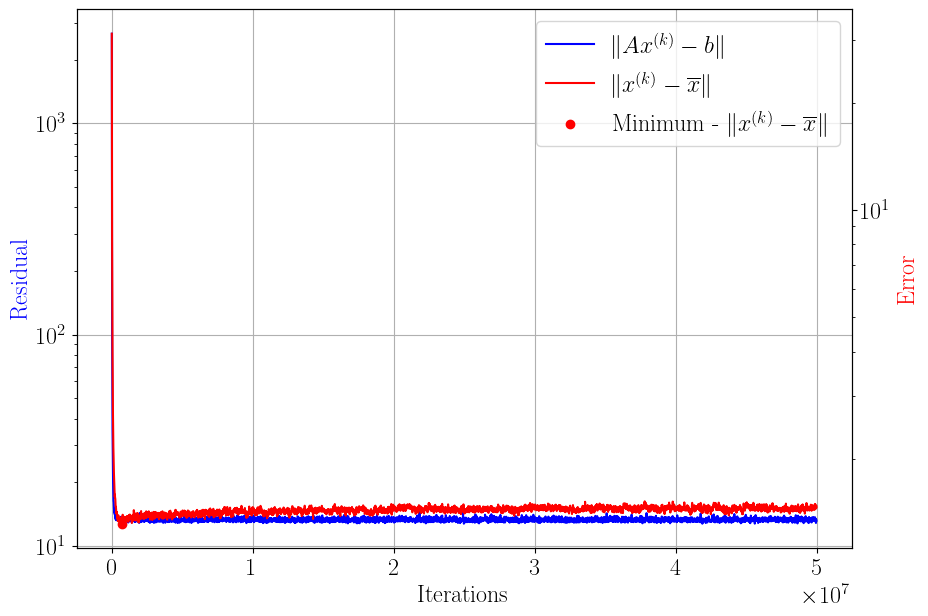 ‖Ax^(k) − b‖
‖x^(k) − x̅‖
Minimum - ‖x^(k) − x̅‖
10^3
10^2
10^1
10^1
Residual
Error
0 1 2 3 4 5
Iterations
×10^7